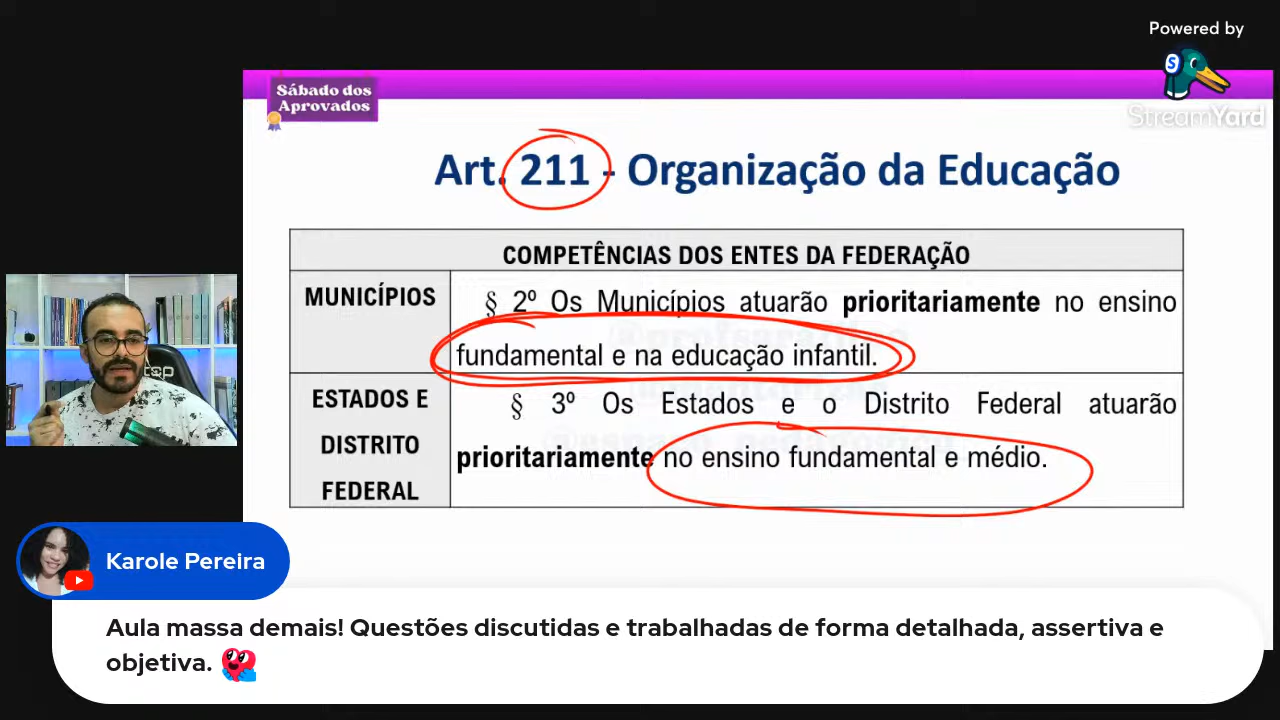 Powered by
StreamYard
Sábado dos
Aprovados
Art. 211 - Organização da Educação
COMPETÊNCIAS DOS ENTES DA FEDERAÇÃO
MUNICÍPIOS
§ 2º Os Municípios atuarão prioritariamente no ensino
fundamental e na educação infantil.
ESTADOS E
DISTRITO
FEDERAL
§ 3º Os Estados e o Distrito Federal atuarão
prioritariamente no ensino fundamental e médio.
Karole Pereira
Aula massa demais! Questões discutidas e trabalhadas de forma detalhada, assertiva e
objetiva.